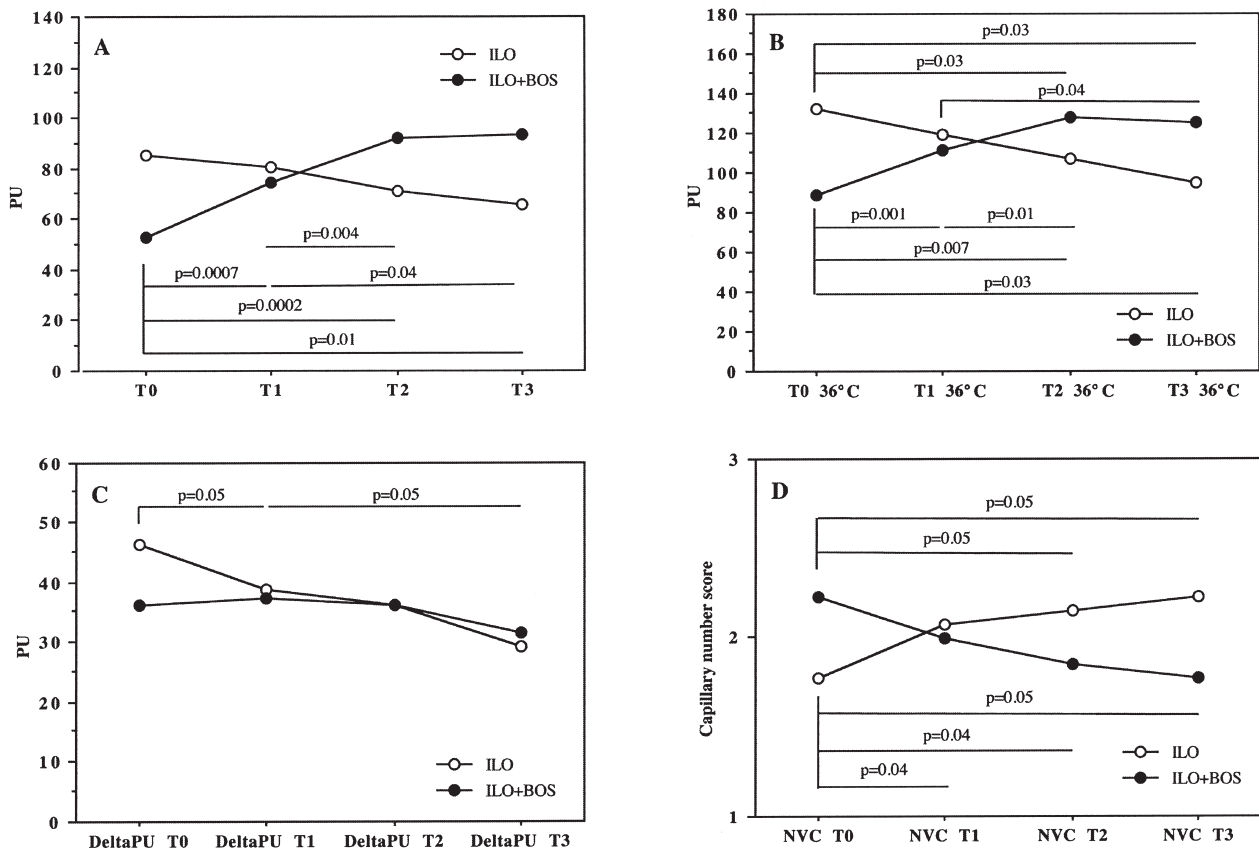 A
140
120
100
80
60
40
20
0
PU
ILO
ILO+BOS
p=0.004
p=0.0007
p=0.04
p=0.0002
p=0.01
T0 T1 T2 T3
B
180
160
140
120
100
80
60
40
20
0
PU
p=0.03
p=0.03
p=0.04
p=0.001
p=0.01
p=0.007
p=0.03
ILO
ILO+BOS
T0 36°C T1 36°C T2 36°C T3 36°C
C
60
50
40
30
20
10
0
PU
p=0.05
p=0.05
ILO
ILO+BOS
DeltaPU T0 DeltaPU T1 DeltaPU T2 DeltaPU T3
D
3
2
1
Capillary number score
p=0.05
p=0.05
p=0.05
p=0.04
p=0.04
ILO
ILO+BOS
NVC T0 NVC T1 NVC T2 NVC T3